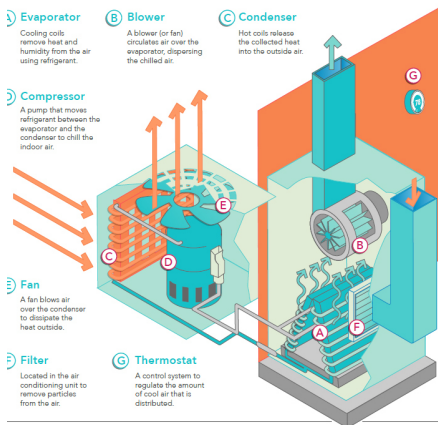 A Evaporator
Cooling coils
remove heat and
humidity from the air
using refrigerant.
B Blower
A blower (or fan)
circulates air over the
evaporator, dispersing
the chilled air.
C Condenser
Hot coils release
the collected heat
into the outside air.
D Compressor
A pump that moves
refrigerant between the
evaporator and the
condenser to chill the
indoor air.
E Fan
A fan blows air
over the condenser
to dissipate the
heat outside.
F Filter
Located in the air
conditioning unit to
remove particles
from the air.
G Thermostat
A control system to
regulate the amount
of cool air that is
distributed.
G
E
B
C
D
A
F